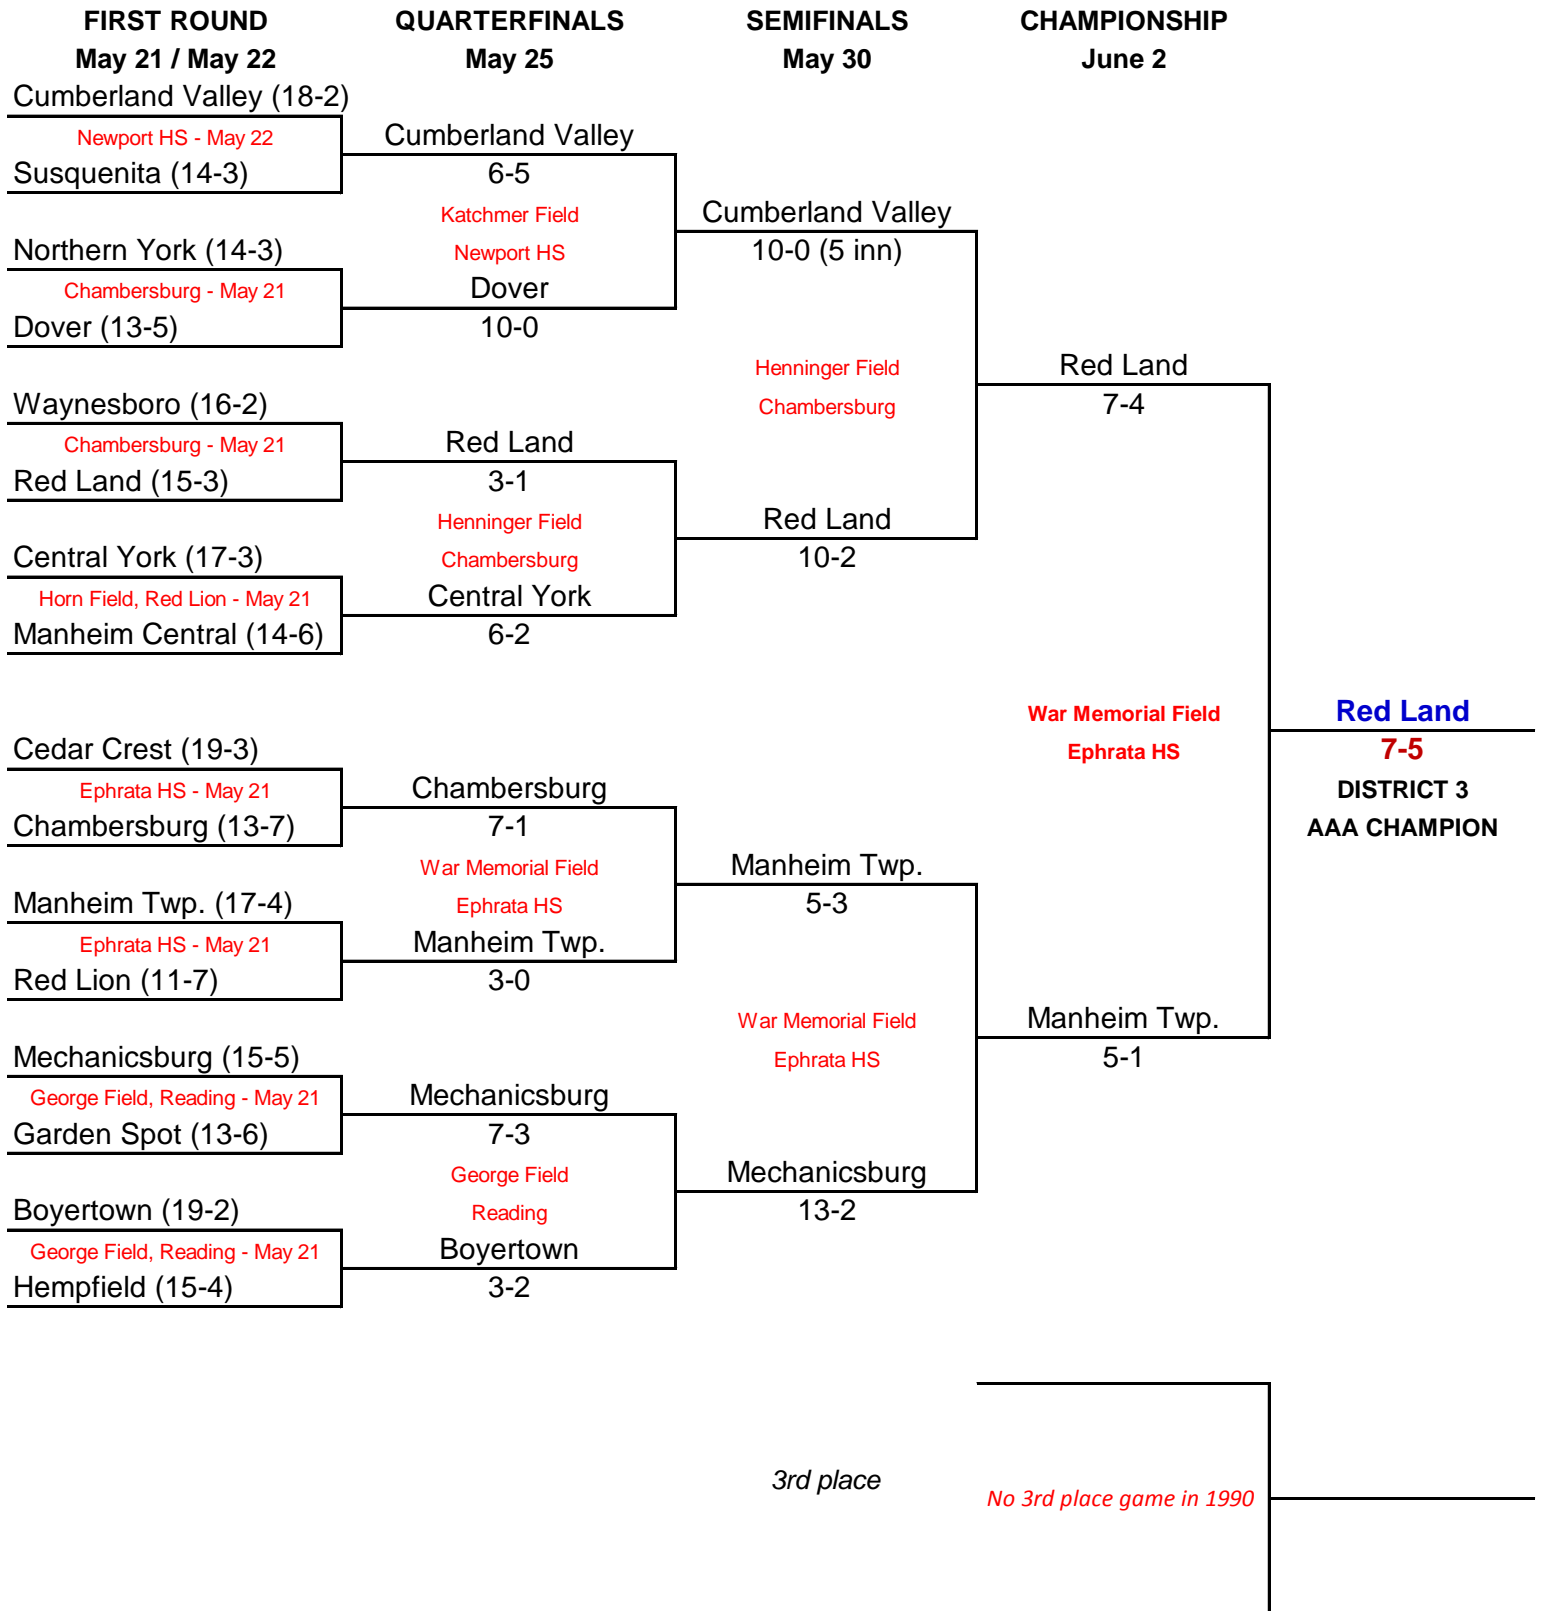 FIRST ROUND
May 21 / May 22
Cumberland Valley (18-2)
Newport HS - May 22
Susquenita (14-3)
Northern York (14-3)
Chambersburg - May 21
Dover (13-5)
Waynesboro (16-2)
Chambersburg - May 21
Red Land (15-3)
Central York (17-3)
Horn Field, Red Lion - May 21
Manheim Central (14-6)
Cedar Crest (19-3)
Ephrata HS - May 21
Chambersburg (13-7)
Manheim Twp. (17-4)
Ephrata HS - May 21
Red Lion (11-7)
Mechanicsburg (15-5)
George Field, Reading - May 21
Garden Spot (13-6)
Boyertown (19-2)
George Field, Reading - May 21
Hempfield (15-4)
QUARTERFINALS
May 25
Cumberland Valley
6-5
Katchmer Field
Newport HS
Dover
10-0
Red Land
3-1
Henninger Field
Chambersburg
Central York
6-2
Chambersburg
7-1
War Memorial Field
Ephrata HS
Manheim Twp.
3-0
Mechanicsburg
7-3
George Field
Reading
Boyertown
3-2
SEMIFINALS
May 30
Cumberland Valley
10-0 (5 inn)
Henninger Field
Chambersburg
Red Land
10-2
Manheim Twp.
5-3
War Memorial Field
Ephrata HS
Mechanicsburg
13-2
CHAMPIONSHIP
June 2
Red Land
7-4
War Memorial Field
Ephrata HS
Manheim Twp.
5-1
Red Land
7-5
DISTRICT 3
AAA CHAMPION
3rd place
No 3rd place game in 1990